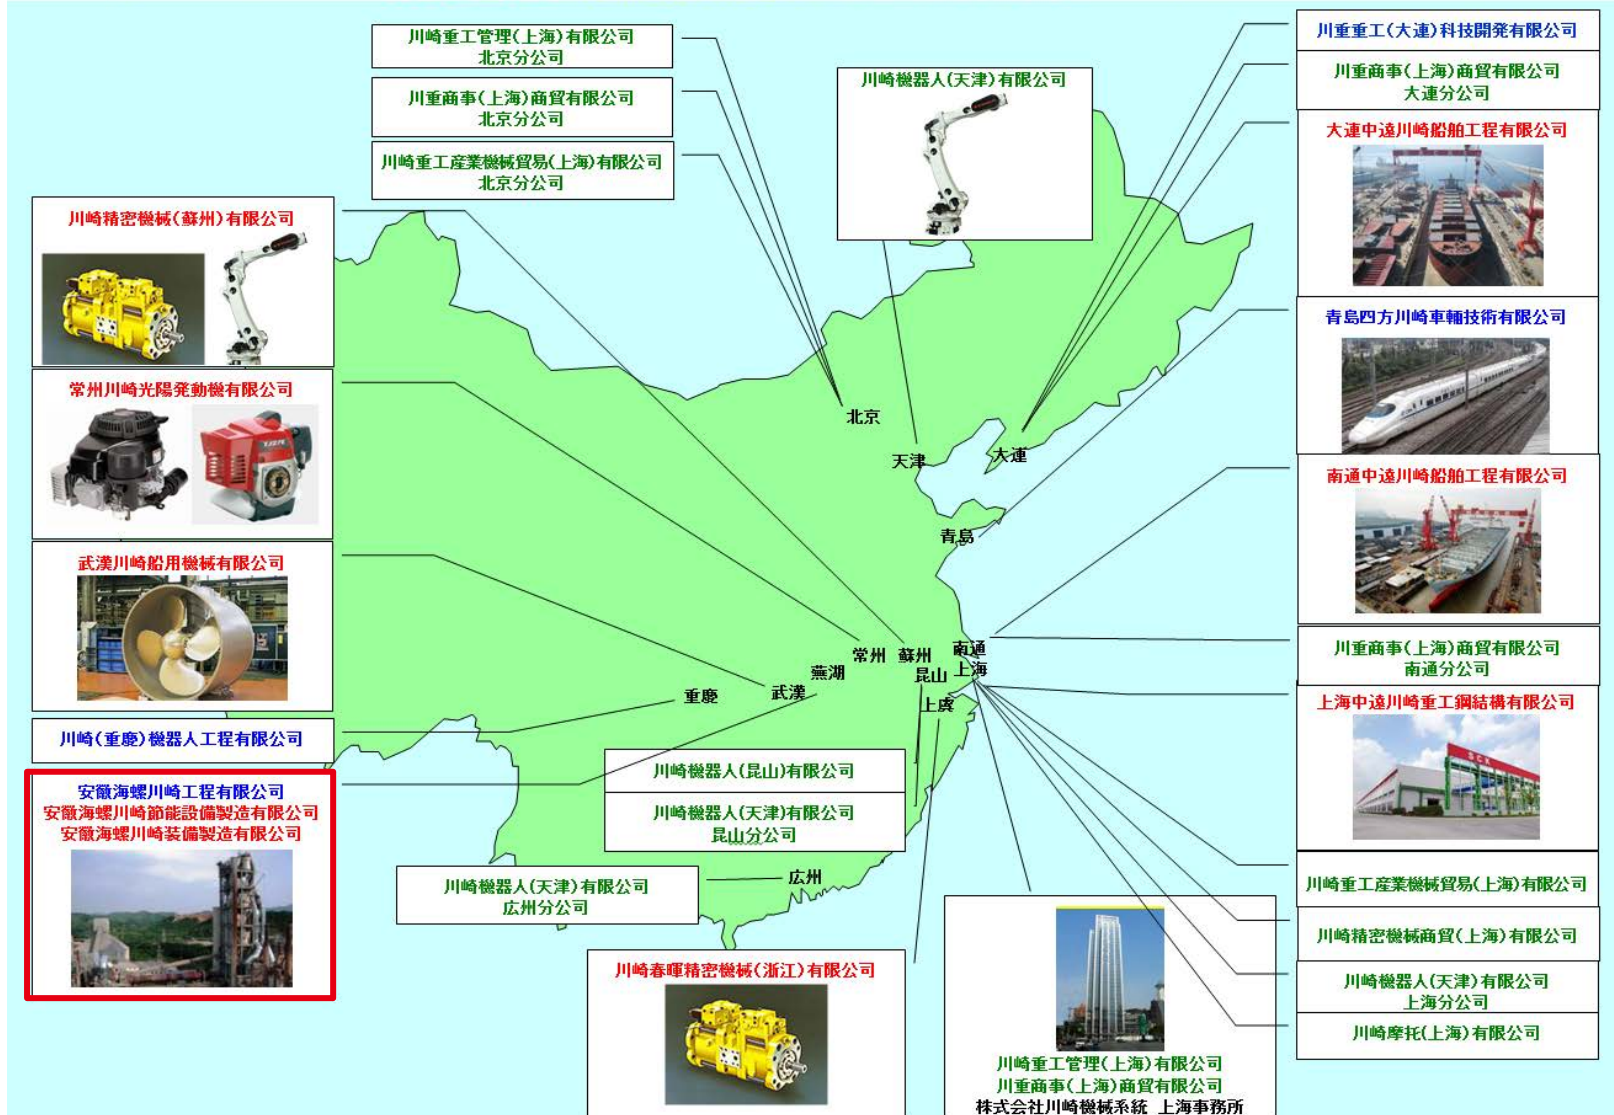 川崎重工管理(上海)有限公司
北京分公司
川重商事(上海)商貿有限公司
北京分公司
川崎重工産業機械貿易(上海)有限公司
北京分公司
川崎機器人(天津)有限公司
川重重工(大連)科技開発有限公司
川重商事(上海)商貿有限公司
大連分公司
大連中遠川崎船舶工程有限公司
青島四方川崎車輛技術有限公司
南通中遠川崎船舶工程有限公司
川重商事(上海)商貿有限公司
南通分公司
上海中遠川崎重工鋼結構有限公司
SCK
川崎重工産業機械貿易(上海)有限公司
川崎精密機械商貿(上海)有限公司
川崎機器人(天津)有限公司
上海分公司
川崎摩托(上海)有限公司
川崎精密機械(蘇州)有限公司
常州川崎光陽発動機有限公司
武漢川崎船用機械有限公司
川崎(重慶)機器人工程有限公司
安徽海螺川崎工程有限公司
安徽海螺川崎節能設備製造有限公司
安徽海螺川崎装備製造有限公司
北京
天津
大連
青島
常州
蘇州
南通
蕪湖
昆山
上海
重慶
武漢
上虞
広州
川崎機器人(昆山)有限公司
川崎機器人(天津)有限公司
昆山分公司
川崎機器人(天津)有限公司
広州分公司
川崎春暉精密機械(浙江)有限公司
川崎重工管理(上海)有限公司
川重商事(上海)商貿有限公司
株式会社川崎機械系統 上海事務所